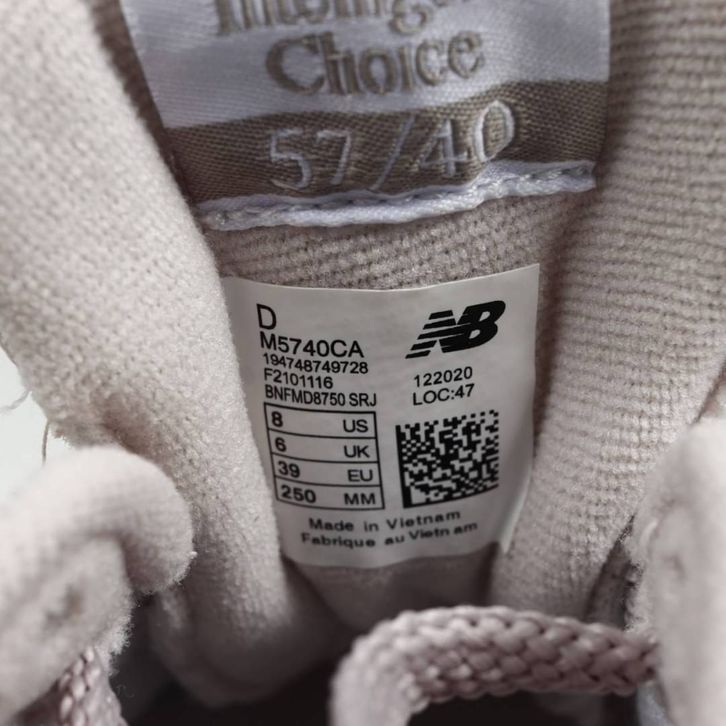 Choice
57/40
D
M5740CA
194748749728
F2101116
BNFMD8750 SRJ
NB
122020
LOC:47
8 US
6 UK
39 EU
250 MM
Made in Vietnam
Fabrique au Vietnam